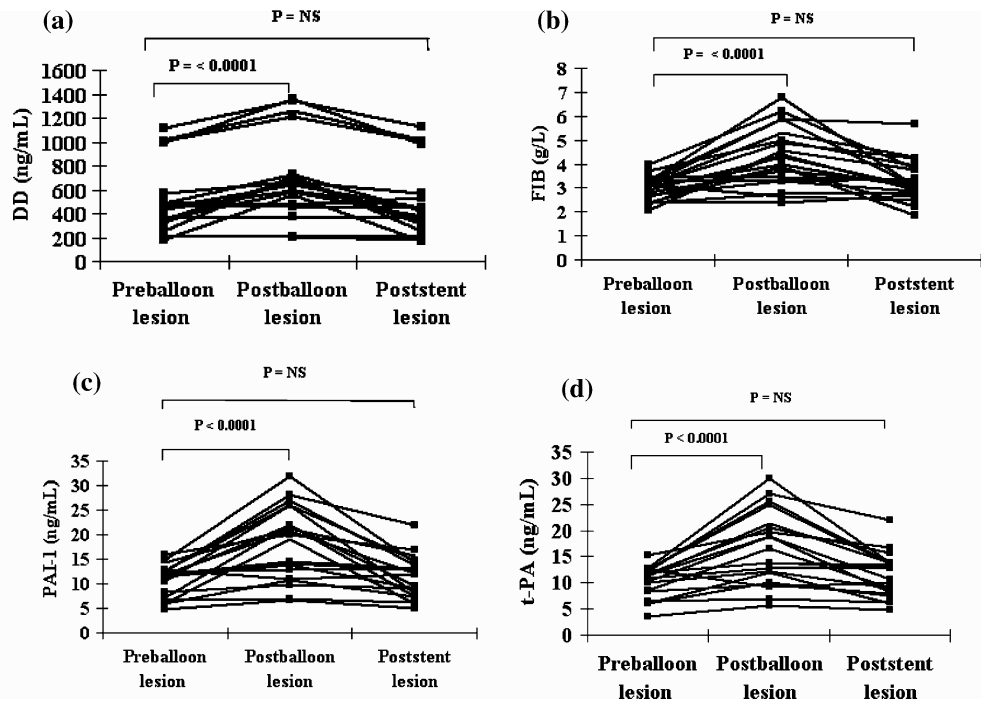 (a)
P = NS
P = < 0.0001
DD (ng/mL)
1600
1400
1200
1000
800
600
400
200
0
Preballoon lesion
Postballoon lesion
Poststent lesion
(b)
P = NS
P = < 0.0001
FIB (g/L)
8
7
6
5
4
3
2
1
0
Preballoon lesion
Postballoon lesion
Poststent lesion
(c)
P = NS
P < 0.0001
PAI-1 (ng/mL)
35
30
25
20
15
10
5
0
Preballoon lesion
Postballoon lesion
Poststent lesion
(d)
P = NS
P < 0.0001
t-PA (ng/mL)
35
30
25
20
15
10
5
0
Preballoon lesion
Postballoon lesion
Poststent lesion